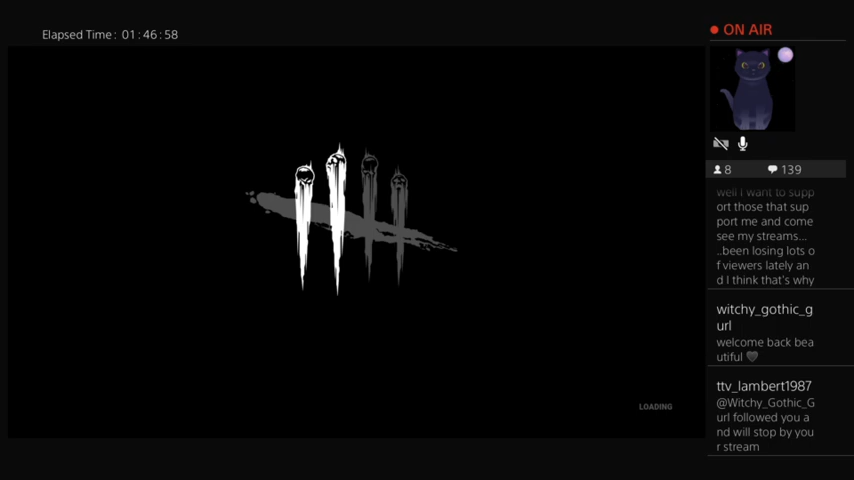 Elapsed Time: 01:46:58
ON AIR
8 139
well I want to supp
ort those that sup
port me and come
see my streams...
..been losing lots o
f viewers lately an
d I think that's why
witchy_gothic_g
url
welcome back bea
utiful 🖤
ttv_lambert1987
@Witchy_Gothic_G
url followed you a
nd will stop by you
r stream
LOADING